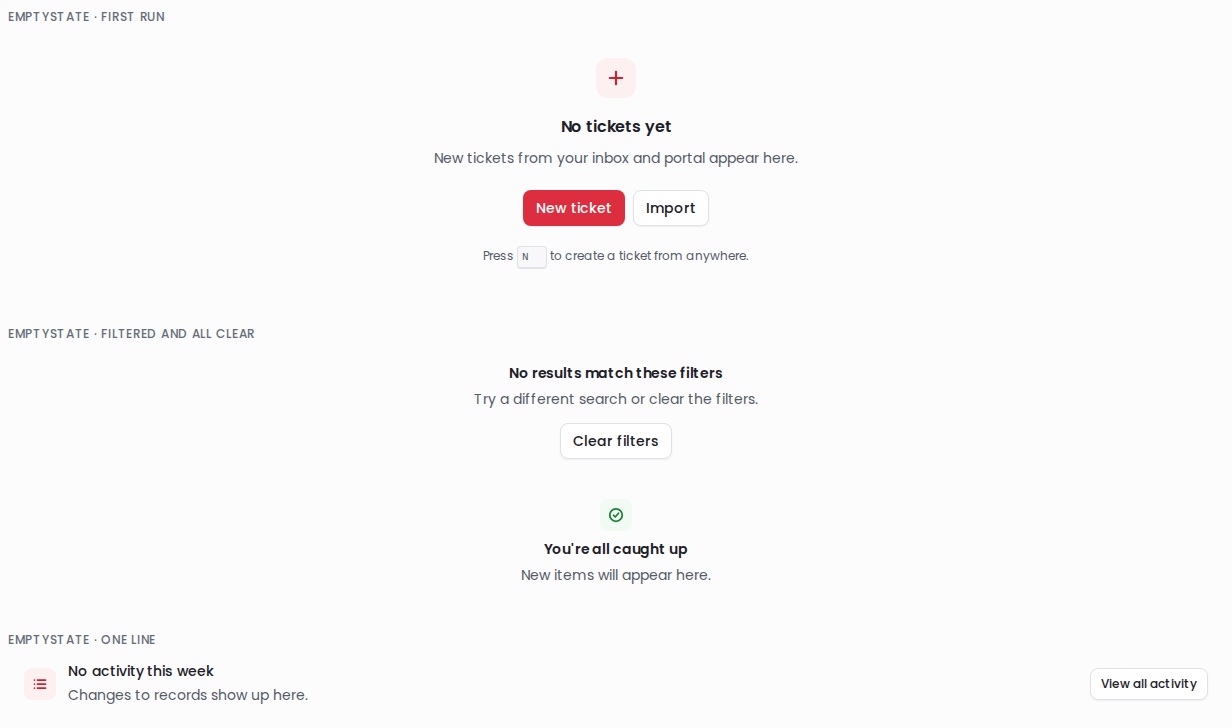 EMPTYSTATE · FIRST RUN
No tickets yet
New tickets from your inbox and portal appear here.
New ticket Import
Press N to create a ticket from anywhere.
EMPTYSTATE · FILTERED AND ALL CLEAR
No results match these filters
Try a different search or clear the filters.
Clear filters
You're all caught up
New items will appear here.
EMPTYSTATE · ONE LINE
No activity this week
Changes to records show up here.
View all activity